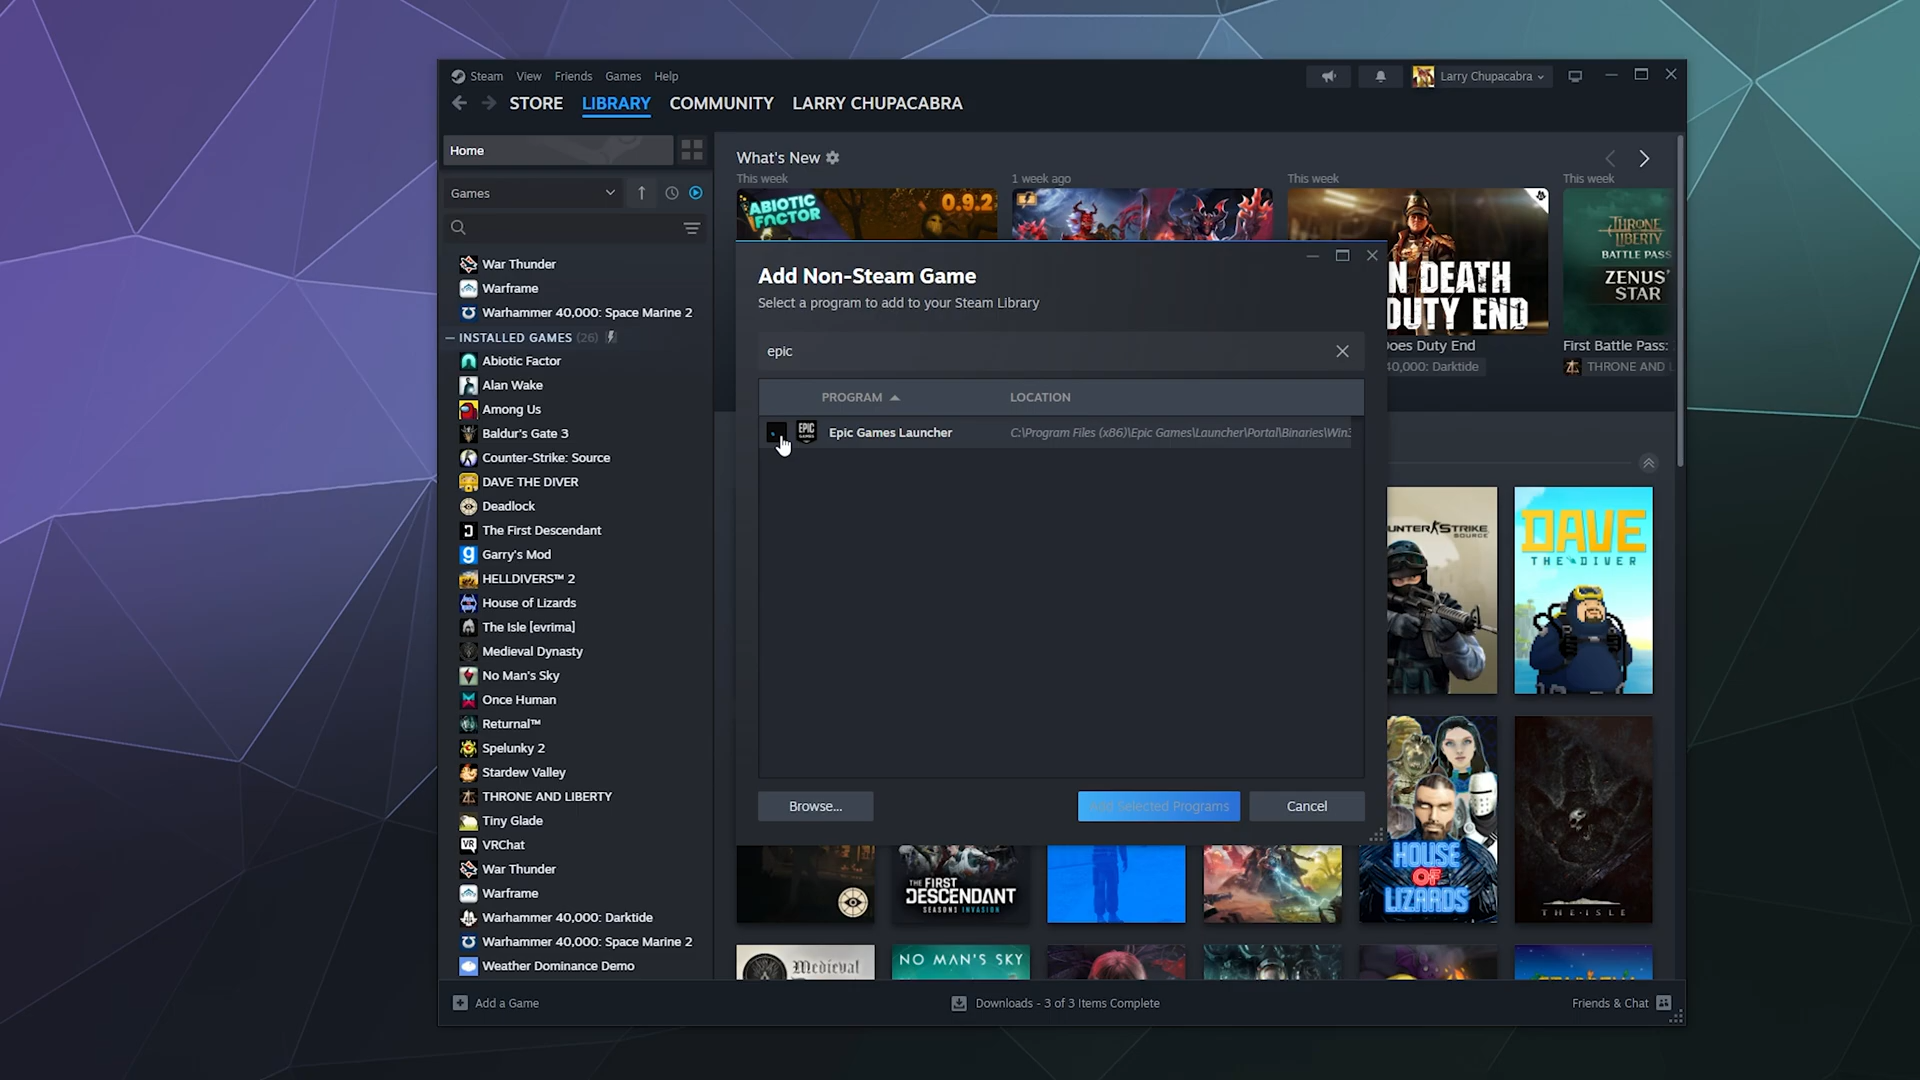 Steam View Friends Games Help
Larry Chupacabra
STORE LIBRARY COMMUNITY LARRY CHUPACABRA
Home
Games
What's New
This week
1 week ago
This week
This week
ABIOTIC FACTOR
0.9.2
N DEATH
DUTY END
THRONE LIBERTY
BATTLE PASS
ZENUS'
STAR
oes Duty End
First Battle Pass:
40,000: Darktide
THRONE AND L
War Thunder
Warframe
Warhammer 40,000: Space Marine 2
INSTALLED GAMES (26)
Abiotic Factor
Alan Wake
Among Us
Baldur's Gate 3
Counter-Strike: Source
DAVE THE DIVER
Deadlock
The First Descendant
Garry's Mod
HELLDIVERS™ 2
House of Lizards
The Isle [evrima]
Medieval Dynasty
No Man's Sky
Once Human
Returnal™
Spelunky 2
Stardew Valley
THRONE AND LIBERTY
Tiny Glade
VRChat
War Thunder
Warframe
Warhammer 40,000: Darktide
Warhammer 40,000: Space Marine 2
Weather Dominance Demo
Add Non-Steam Game
Select a program to add to your Steam Library
epic
PROGRAM LOCATION
EPIC GAMES
Epic Games Launcher C:\Program Files (x86)\Epic Games\Launcher\Portal\Binaries\Win3
Browse... Add Selected Programs Cancel
UNTER STRIKE
SOURCE
DAVE
THE DIVER
THE FIRST
DESCENDANT
SEASON1 INVASION
HOUSE
OF
LIZARDS
THE ISLE
Medieval
NO MAN'S SKY
Add a Game
Downloads - 3 of 3 Items Complete
Friends & Chat